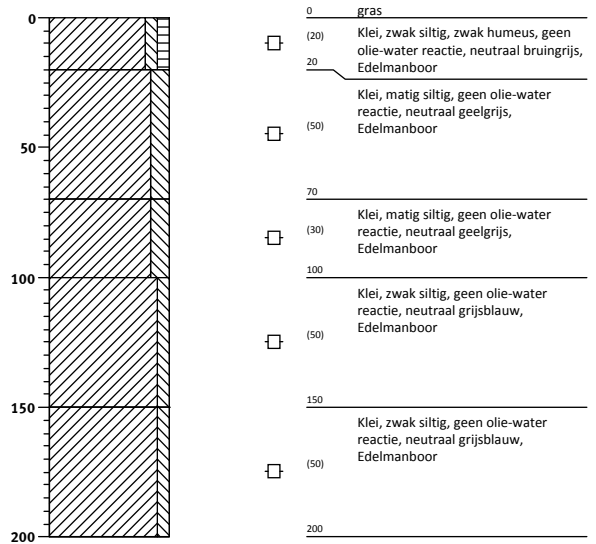 0
50
100
150
200
0 gras
(20) Klei, zwak siltig, zwak humeus, geen
olie-water reactie, neutraal bruingrijs,
20 Edelmanboor
Klei, matig siltig, geen olie-water
reactie, neutraal geelgrijs,
(50) Edelmanboor
70
Klei, matig siltig, geen olie-water
(30) reactie, neutraal geelgrijs,
Edelmanboor
100
Klei, zwak siltig, geen olie-water
reactie, neutraal grijsblauw,
(50) Edelmanboor
150
Klei, zwak siltig, geen olie-water
reactie, neutraal grijsblauw,
(50) Edelmanboor
200